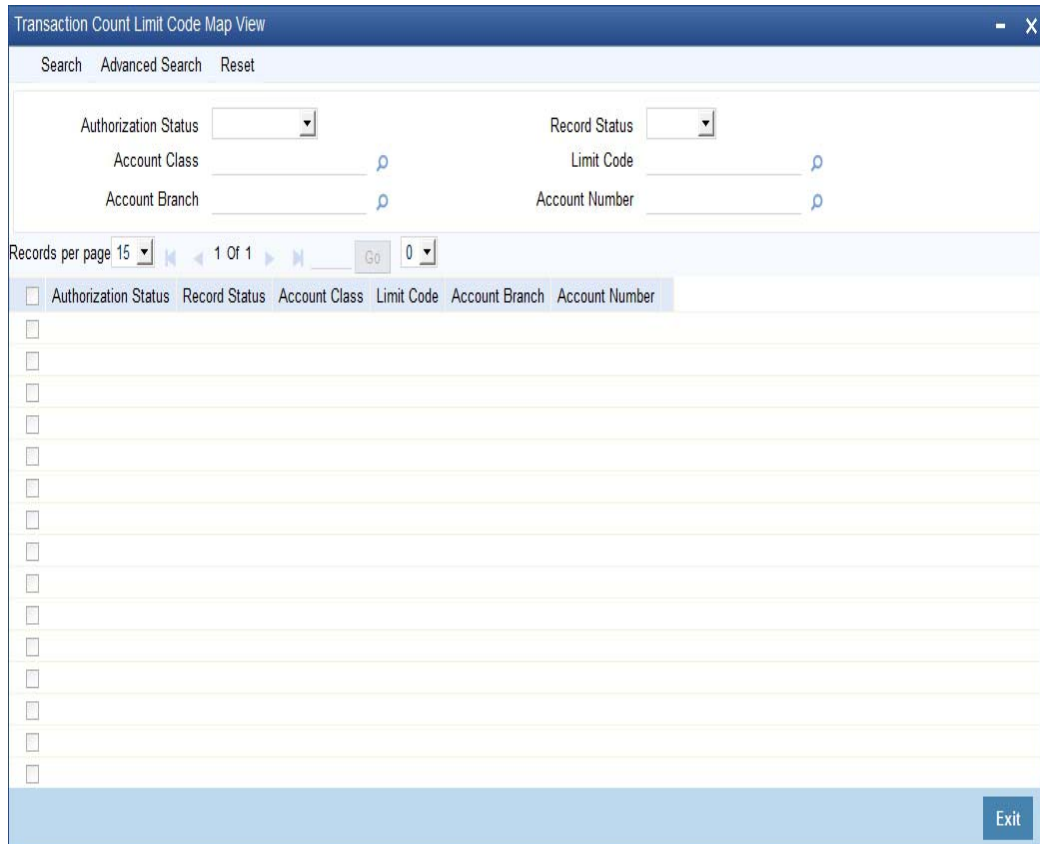 Transaction Count Limit Code Map View - X
Search Advanced Search Reset
Authorization Status Record Status
Account Class Limit Code
Account Branch Account Number
Records per page 15 1 Of 1 Go 0
Authorization Status Record Status Account Class Limit Code Account Branch Account Number
Exit